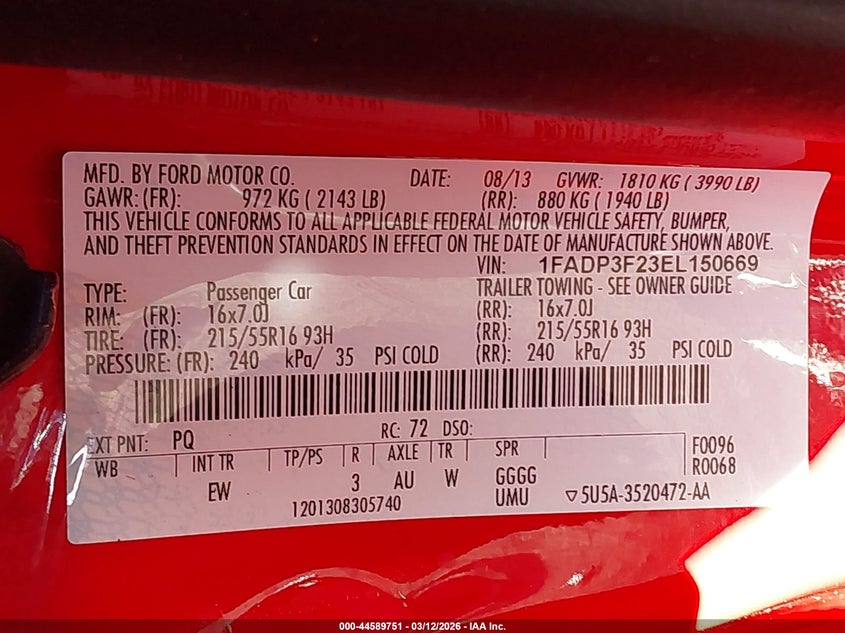 MFD. BY FORD MOTOR CO. DATE: 08/13 GVWR: 1810 KG ( 3990 LB)
GAWR: (FR): 972 KG ( 2143 LB) (RR): 880 KG ( 1940 LB)
THIS VEHICLE CONFORMS TO ALL APPLICABLE FEDERAL MOTOR VEHICLE SAFETY, BUMPER,
AND THEFT PREVENTION STANDARDS IN EFFECT ON THE DATE OF MANUFACTURE SHOWN ABOVE.
VIN: 1FADP3F23EL150669
TYPE: Passenger Car TRAILER TOWING - SEE OWNER GUIDE
RIM: (FR): 16x7.0J (RR): 16x7.0J
TIRE: (FR): 215/55R16 93H (RR): 215/55R16 93H
PRESSURE: (FR): 240 kPa/ 35 PSI COLD (RR): 240 kPa/ 35 PSI COLD
EXT PNT: PQ RC: 72 DSO: F0096
WB INT TR TP/PS R AXLE TR SPR R0068
EW 3 AU W GGGG
1201308305740 UMU ▽5U5A-3520472-AA
000-44589751 - 03/12/2026 - IAA Inc.